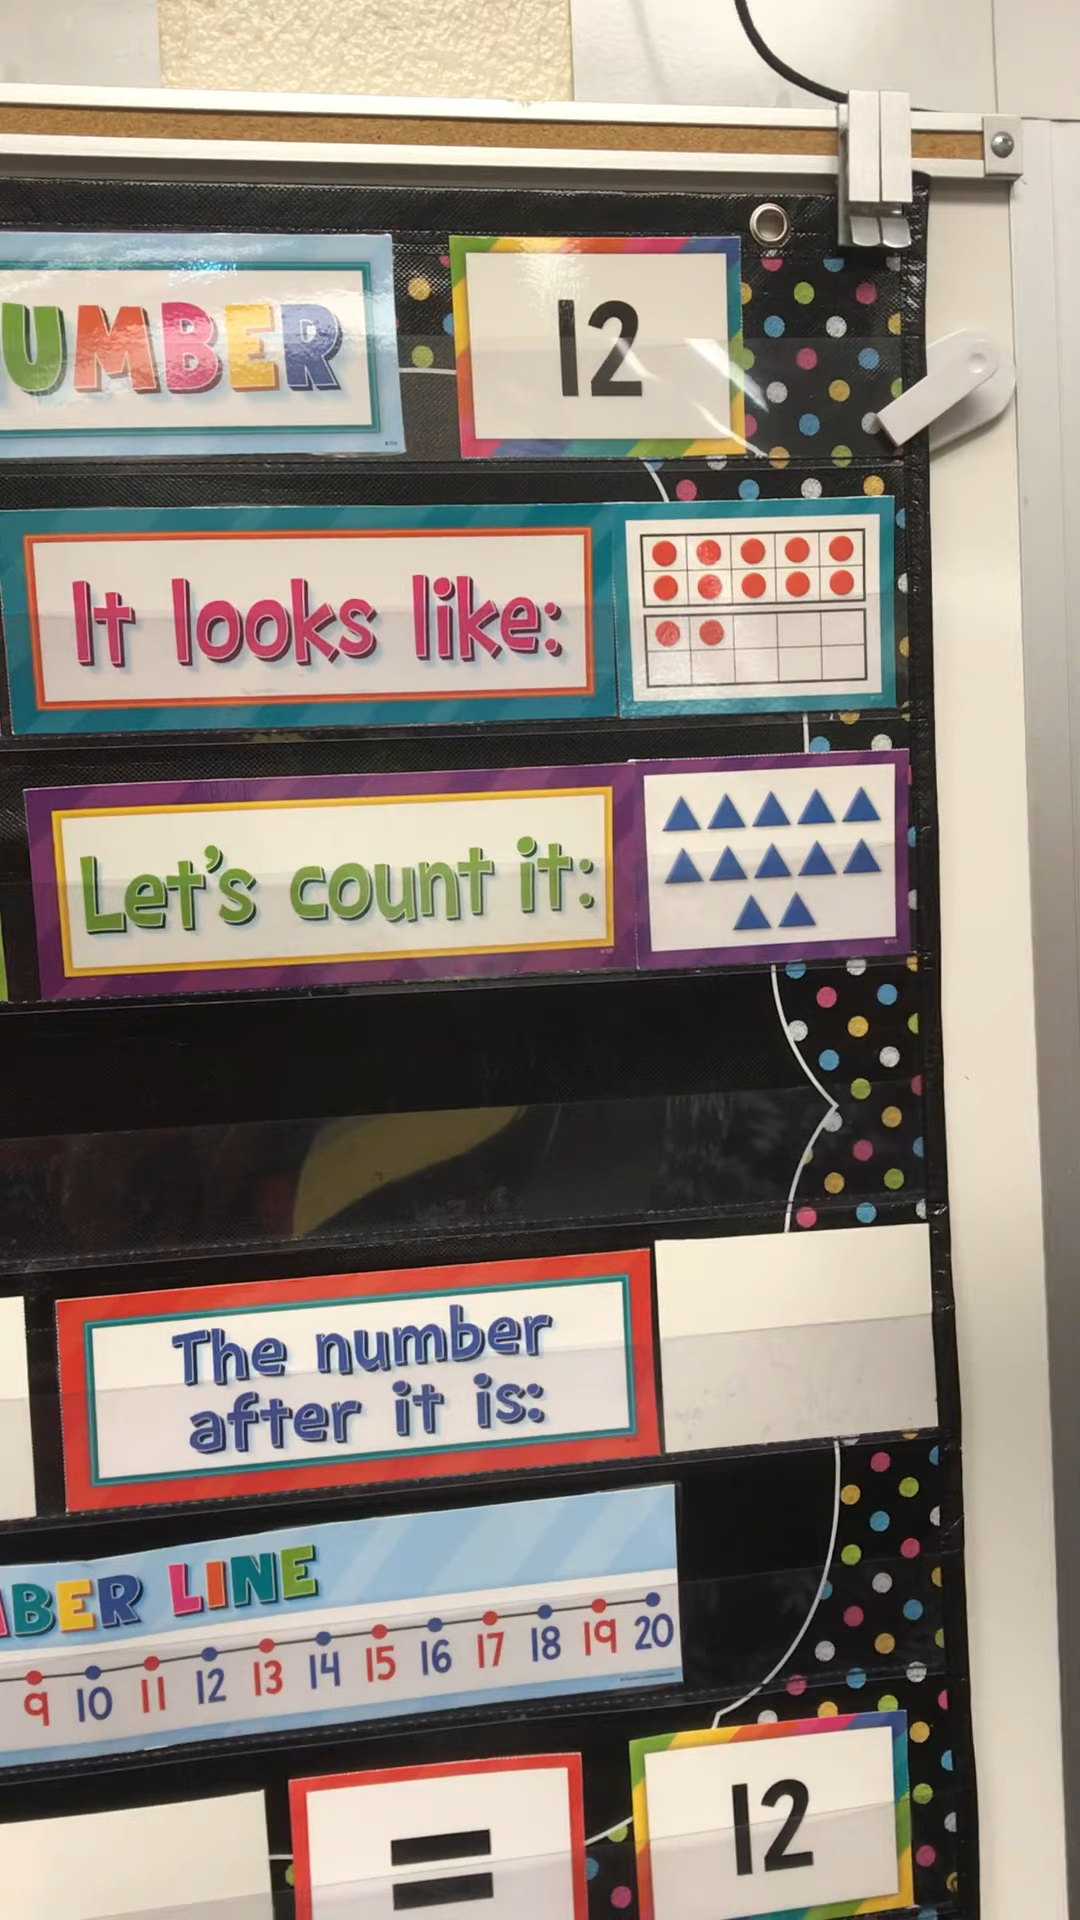 UMBER
12
It looks like:
Let's count it:
The number
after it is:
BER LINE
9 10 11 12 13 14 15 16 17 18 19 20
= 12